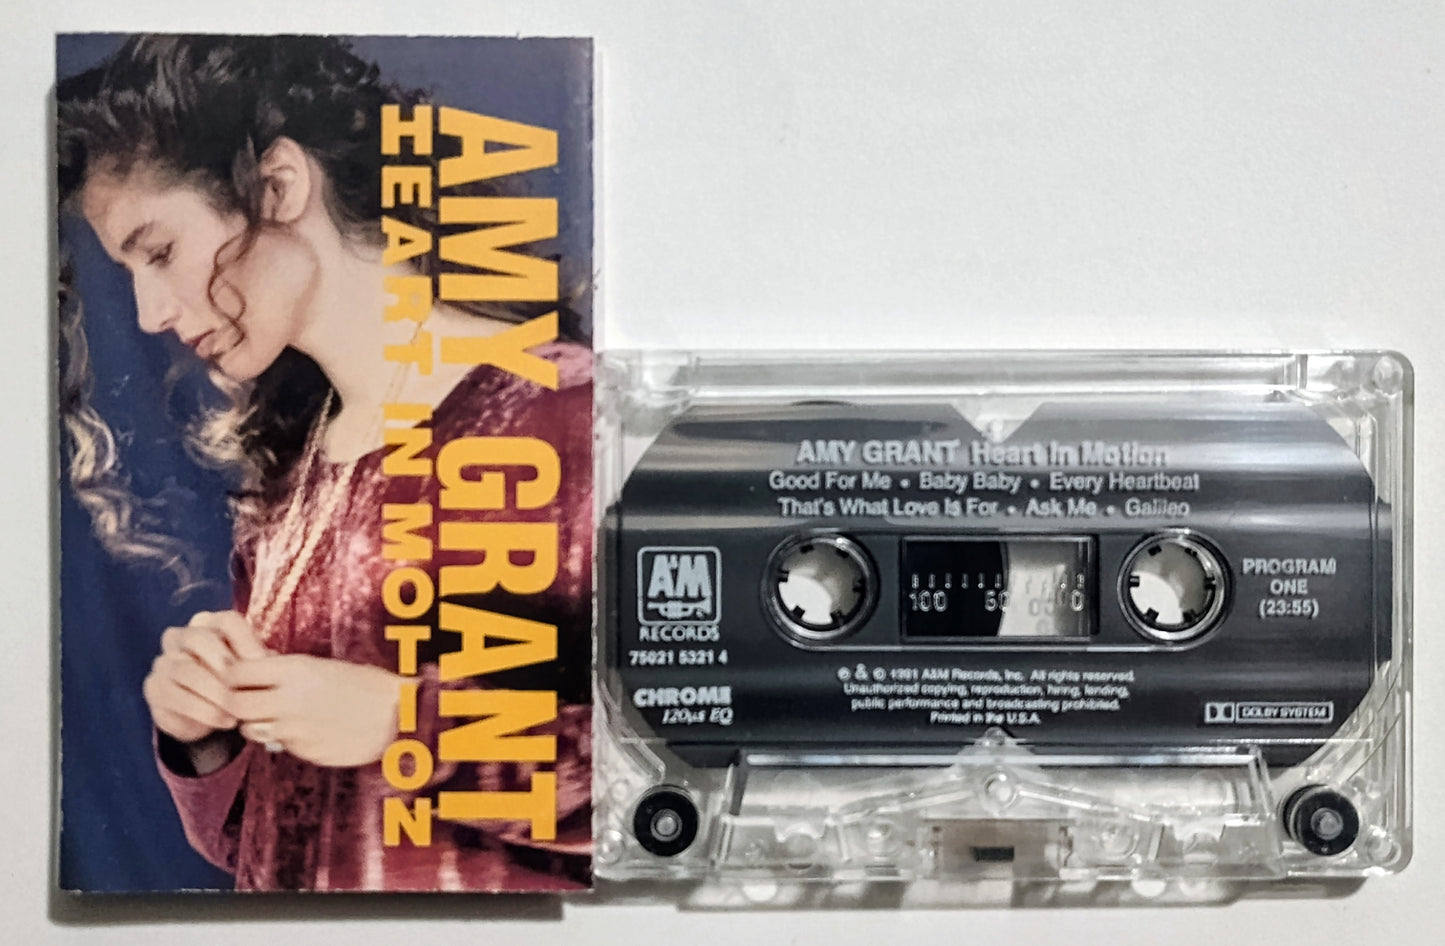 AMY GRANT
HEART IN MOTION
AMY GRANT Heart In Motion
Good For Me • Baby Baby • Every Heartbeat
That's What Love Is For • Ask Me • Galileo
A&M
RECORDS
75021 5321 4
CHROME
120µs EQ
100 50 0
PROGRAM
ONE
(23:55)
℗ & © 1991 A&M Records, Inc. All rights reserved.
Unauthorized copying, reproduction, hiring, lending,
public performance and broadcasting prohibited.
Printed in the U.S.A.
DOLBY SYSTEM